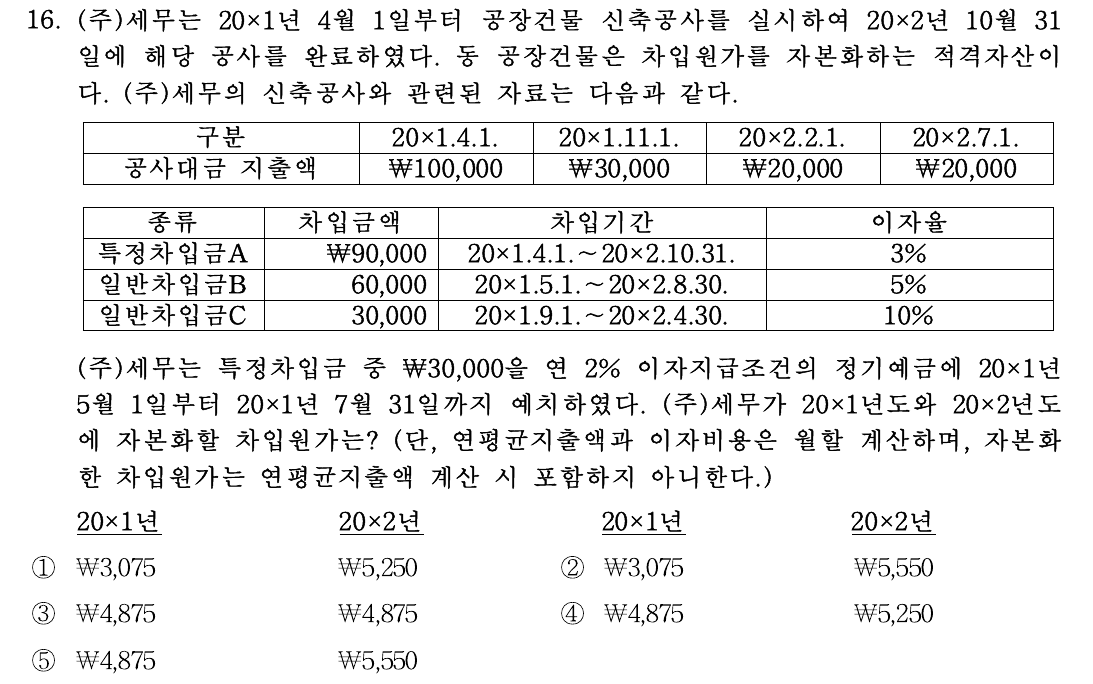 16. (주)세무는 20×1년 4월 1일부터 공장건물 신축공사를 실시하여 20×2년 10월 31
일에 해당 공사를 완료하였다. 동 공장건물은 차입원가를 자본화하는 적격자산이
다. (주)세무의 신축공사와 관련된 자료는 다음과 같다.
구분 20×1.4.1. 20×1.11.1. 20×2.2.1. 20×2.7.1.
공사대금 지출액 ₩100,000 ₩30,000 ₩20,000 ₩20,000
종류 차입금액 차입기간 이자율
특정차입금A ₩90,000 20×1.4.1.~20×2.10.31. 3%
일반차입금B 60,000 20×1.5.1.~20×2.8.30. 5%
일반차입금C 30,000 20×1.9.1.~20×2.4.30. 10%
(주)세무는 특정차입금 중 ₩30,000을 연 2% 이자지급조건의 정기예금에 20×1년
5월 1일부터 20×1년 7월 31일까지 예치하였다. (주)세무가 20×1년도와 20×2년도
에 자본화할 차입원가는? (단, 연평균지출액과 이자비용은 월할 계산하며, 자본화
한 차입원가는 연평균지출액 계산 시 포함하지 아니한다.)
20×1년 20×2년 20×1년 20×2년
① ₩3,075 ₩5,250 ② ₩3,075 ₩5,550
③ ₩4,875 ₩4,875 ④ ₩4,875 ₩5,250
⑤ ₩4,875 ₩5,550